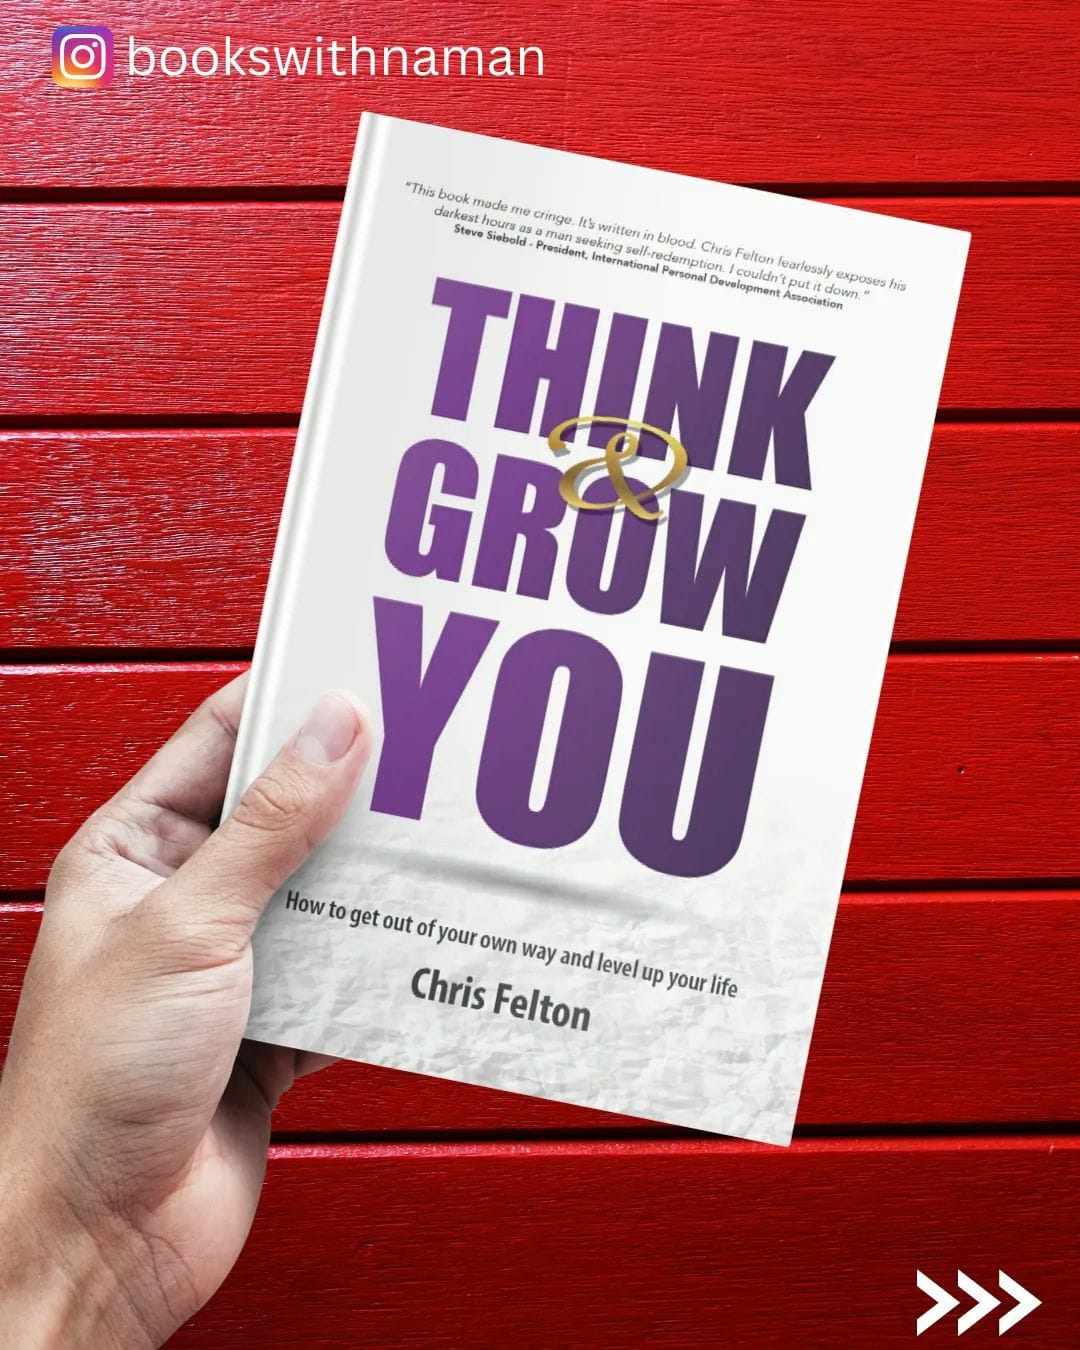 bookswithnaman
"This book made me cringe. It's written in blood. Chris Felton fearlessly exposes his
darkest hours as a man seeking self-redemption. I couldn't put it down."
Steve Siebold - President, International Personal Development Association
THINK
&
GROW
YOU
How to get out of your own way and level up your life
Chris Felton